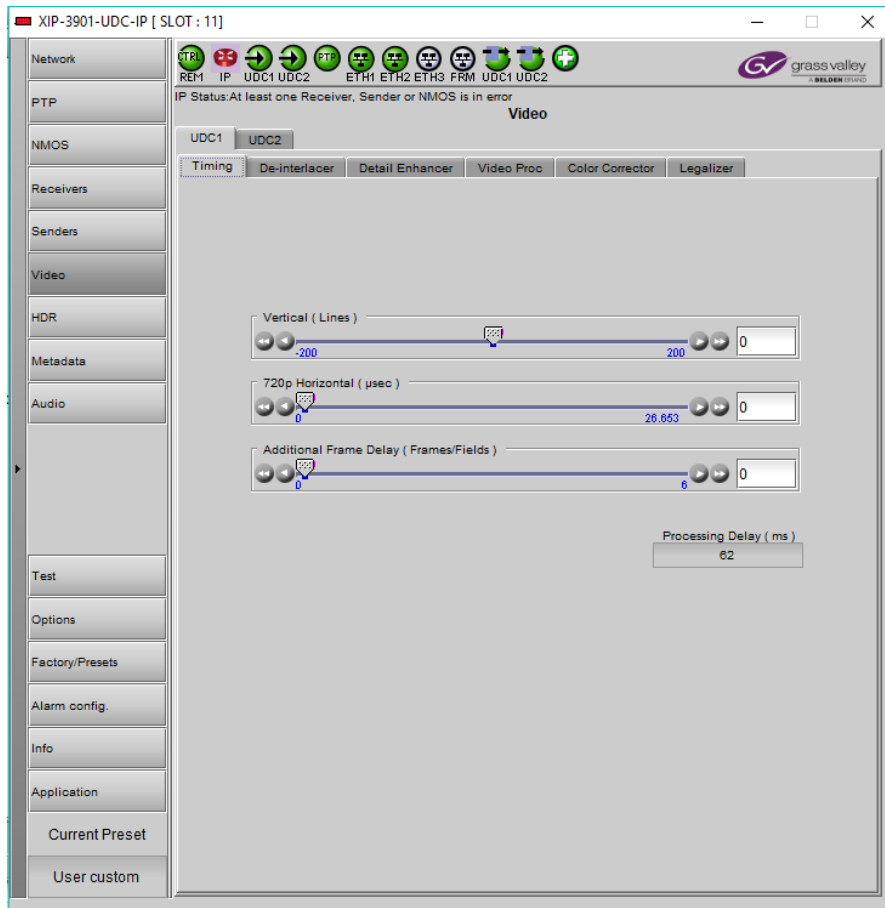 XIP-3901-UDC-IP [ SLOT : 11]
Network
PTP
NMOS
Receivers
Senders
Video
HDR
Metadata
Audio
Test
Options
Factory/Presets
Alarm config.
Info
Application
Current Preset
User custom
CTRL PTP
REM IP UDC1 UDC2 ETH1 ETH2 ETH3 FRM UDC1 UDC2
GV grass valley
A BELDEN BRAND
IP Status:At least one Receiver, Sender or NMOS is in error
Video
UDC1 UDC2
Timing De-interlacer Detail Enhancer Video Proc Color Corrector Legalizer
Vertical ( Lines )
-200 200 0
720p Horizontal ( µsec )
0 26.653 0
Additional Frame Delay ( Frames/Fields )
0 6 0
Processing Delay ( ms )
62